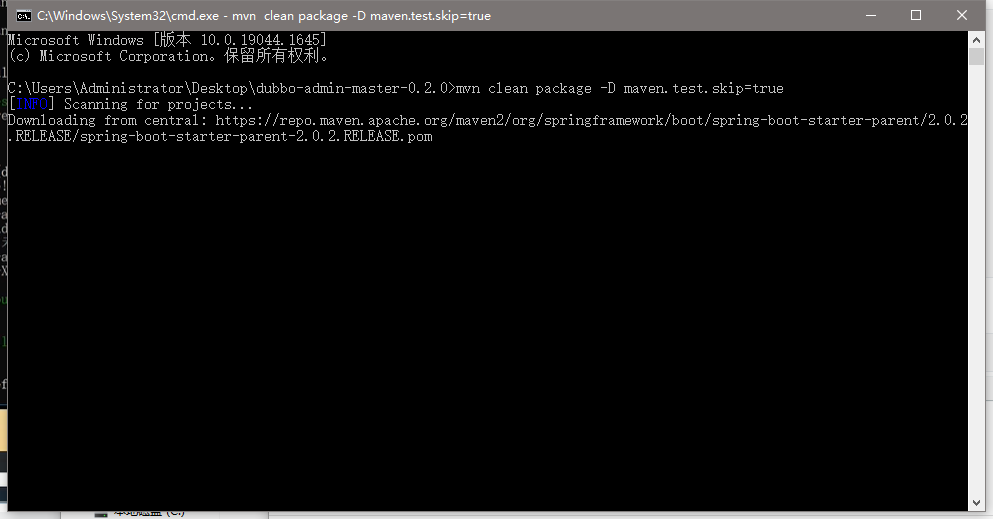 C:\Windows\System32\cmd.exe - mvn  clean package -D maven.test.skip=true
Microsoft Windows [版本 10.0.19044.1645]
(c) Microsoft Corporation。保留所有权利。
C:\Users\Administrator\Desktop\dubbo-admin-master-0.2.0>mvn clean package -D maven.test.skip=true
[INFO] Scanning for projects...
Downloading from central: https://repo.maven.apache.org/maven2/org/springframework/boot/spring-boot-starter-parent/2.0.2
.RELEASE/spring-boot-starter-parent-2.0.2.RELEASE.pom
本地磁盘 (C:)